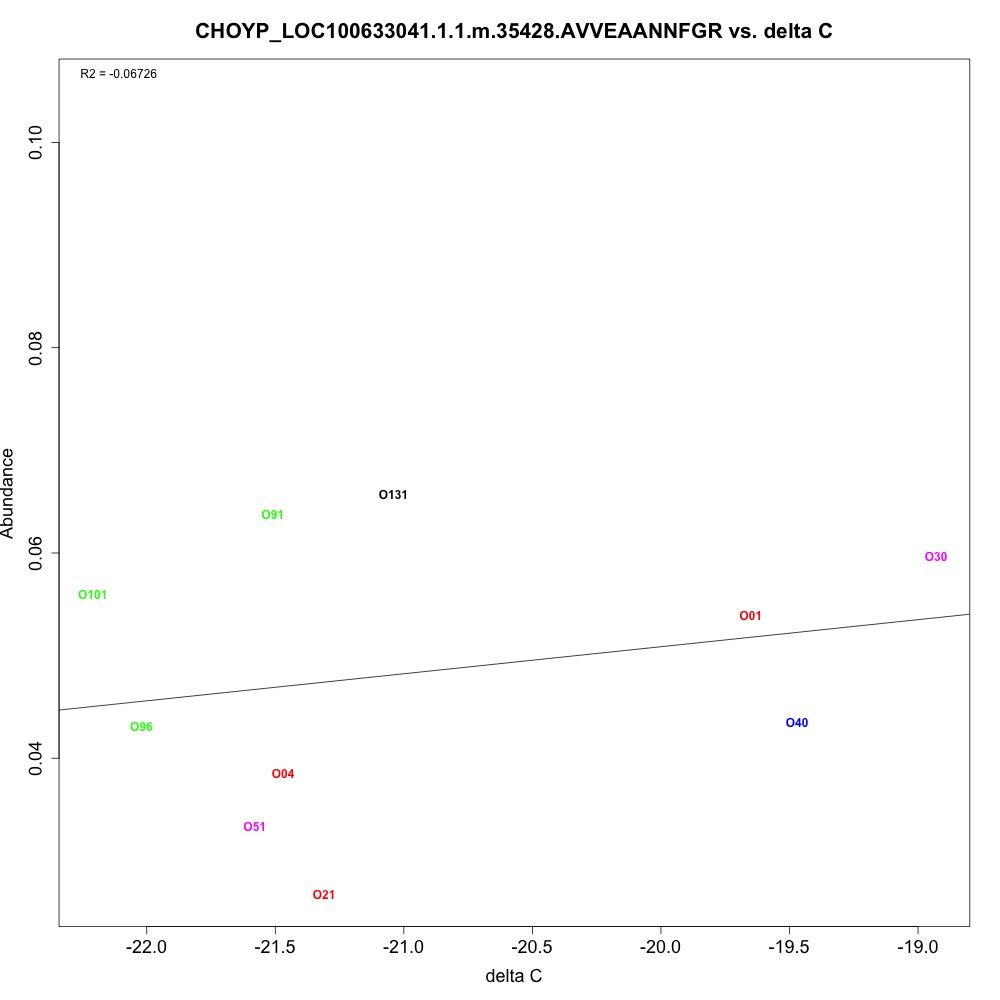 CHOYP_LOC100633041.1.1.m.35428.AVVEAANNFGR vs. delta C
R2 = -0.06726
0.10
0.08
Abundance
O131
O91
0.06
O30
O101
O01
O96
O40
0.04
O04
O51
O21
-22.0 -21.5 -21.0 -20.5 -20.0 -19.5 -19.0
delta C